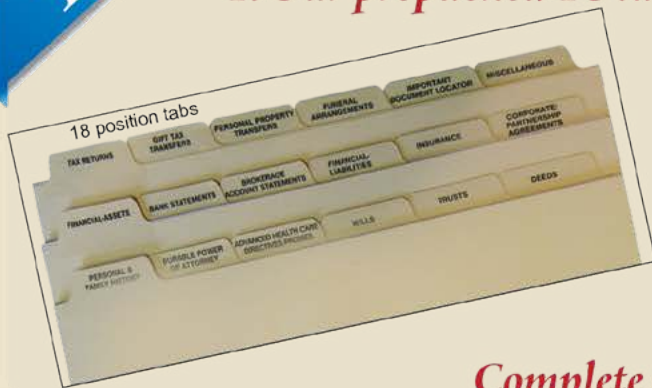 18 position tabs
TAX RETURNS
GIFT TAX
TRANSFERS
PERSONAL PROPERTY
TRANSFERS
FUNERAL
ARRANGEMENTS
IMPORTANT
DOCUMENT LOCATOR
MISCELLANEOUS
FINANCIAL-ASSETS
BANK STATEMENTS
BROKERAGE
ACCOUNT STATEMENTS
FINANCIAL-
LIABILITIES
INSURANCE
CORPORATE/
PARTNERSHIP
AGREEMENTS
PERSONAL &
FAMILY HISTORY
DURABLE POWER
OF ATTORNEY
ADVANCED HEALTH CARE
DIRECTIVES/PROXIES
WILLS
TRUSTS
DEEDS
Complete